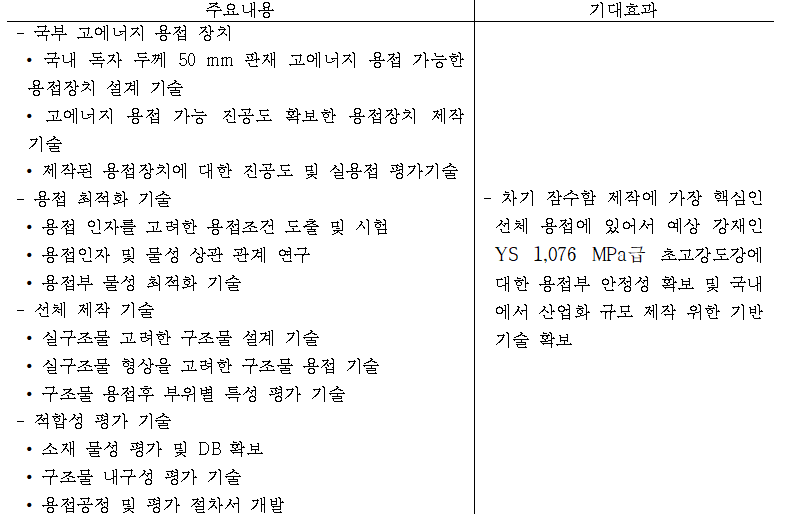 주요내용
기대효과
- 국부 고에너지 용접 장치
• 국내 독자 두께 50 mm 판재 고에너지 용접 가능한
용접장치 설계 기술
• 고에너지 용접 가능 진공도 확보한 용접장치 제작
기술
• 제작된 용접장치에 대한 진공도 및 실용접 평가기술
- 용접 최적화 기술
• 용접 인자를 고려한 용접조건 도출 및 시험
• 용접인자 및 물성 상관 관계 연구
• 용접부 물성 최적화 기술
- 선체 제작 기술
• 실구조물 고려한 구조물 설계 기술
• 실구조물 형상을 고려한 구조물 용접 기술
• 구조물 용접후 부위별 특성 평가 기술
- 적합성 평가 기술
• 소재 물성 평가 및 DB 확보
• 구조물 내구성 평가 기술
• 용접공정 및 평가 절차서 개발
- 차기 잠수함 제작에 가장 핵심인
선체 용접에 있어서 예상 강재인
YS 1,076 MPa급 초고강도강에
대한 용접부 안정성 확보 및 국내
에서 산업화 규모 제작 위한 기반
기술 확보